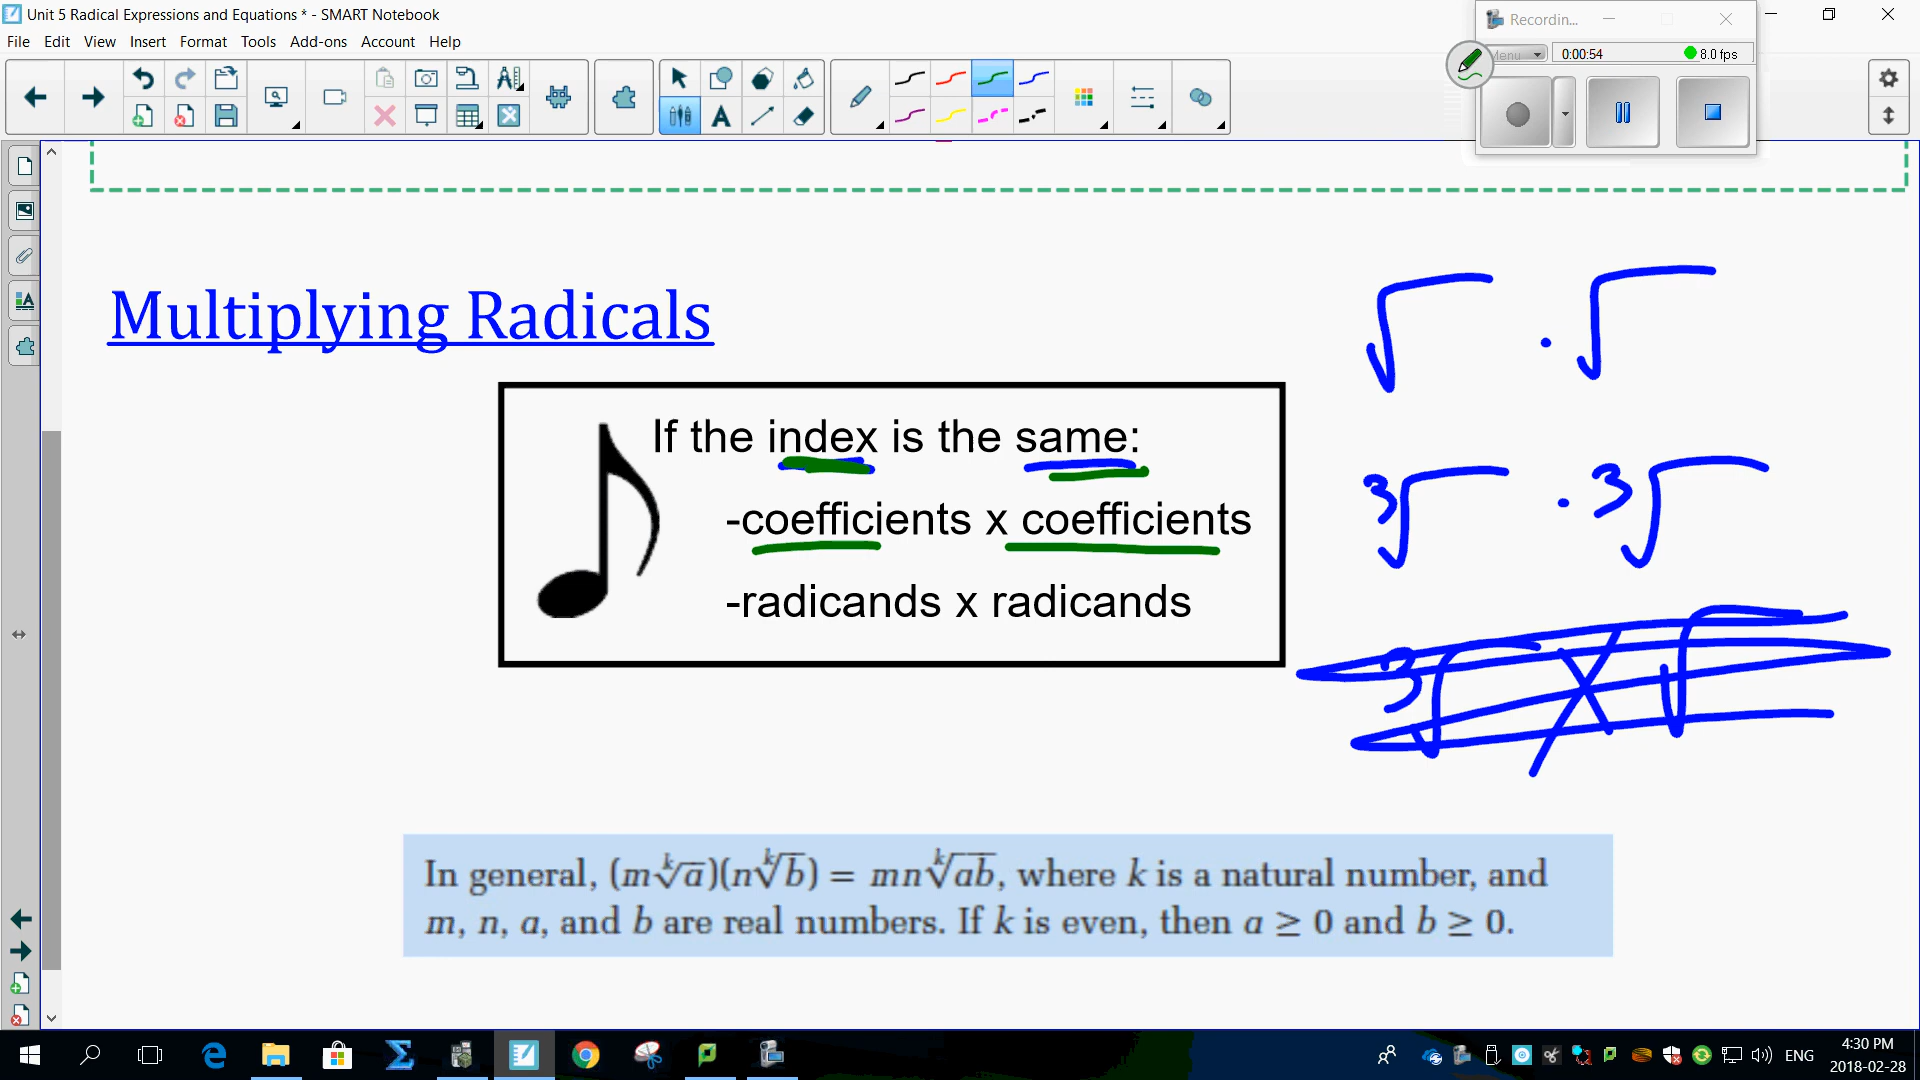 Unit 5 Radical Expressions and Equations * - SMART Notebook
Recordin...
File Edit View Insert Format Tools Add-ons Account Help
Menu 0:00:54 8.0 fps
Multiplying Radicals
√ · √
If the index is the same:
³√ · ³√
-coefficients x coefficients
-radicands x radicands
³√ X √
In general, (m ᵏ√a)(n ᵏ√b) = mn ᵏ√ab, where k is a natural number, and
m, n, a, and b are real numbers. If k is even, then a ≥ 0 and b ≥ 0.
ENG
4:30 PM
2018-02-28